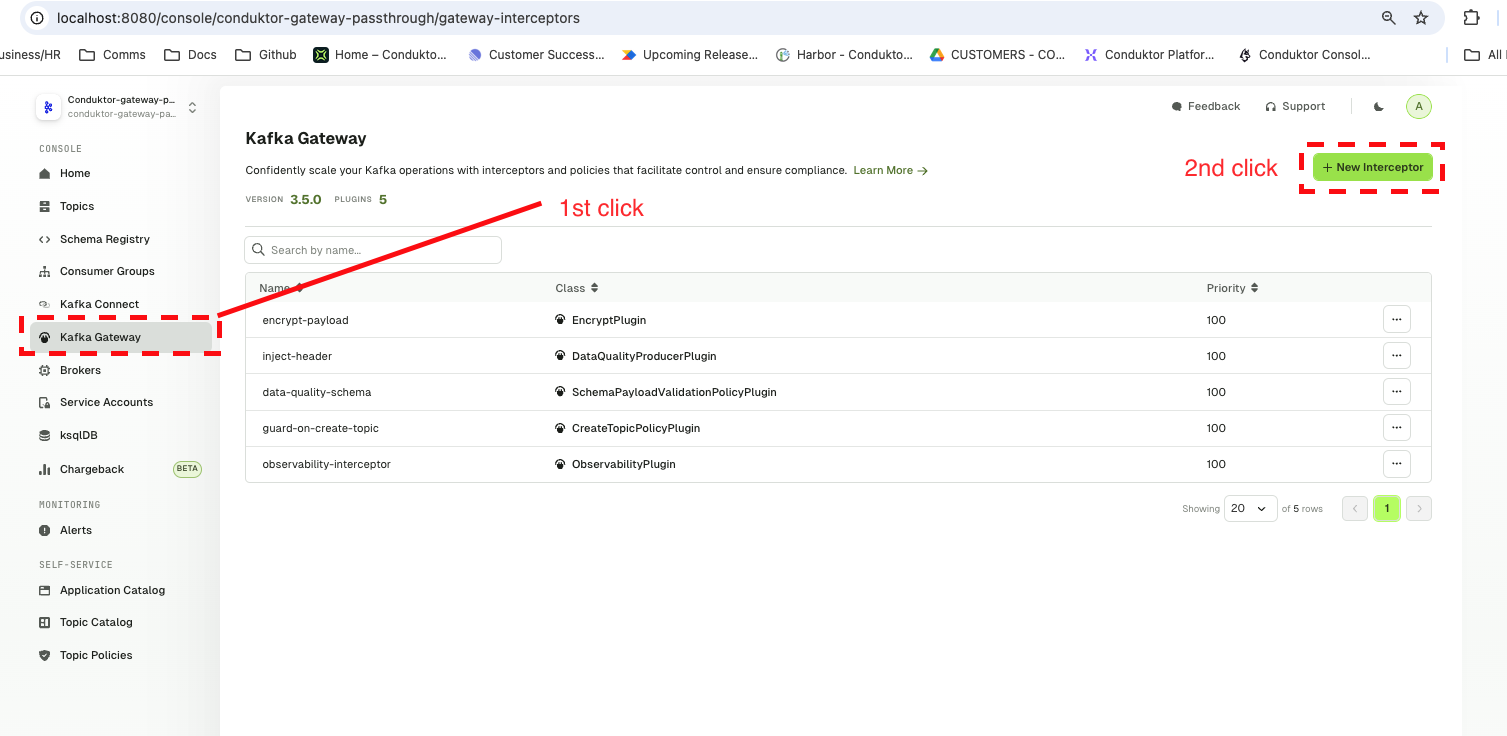 localhost:8080/console/conduktor-gateway-passthrough/gateway-interceptors
usiness/HR Comms Docs Github Home – Condukto... Customer Success... Upcoming Release... Harbor - Condukto... CUSTOMERS - CO... Conduktor Platfor... Conduktor Consol... All
Conduktor-gateway-p...
conduktor-gateway-pa...
CONSOLE
Home
Topics
Schema Registry
Consumer Groups
Kafka Connect
Kafka Gateway
Brokers
Service Accounts
ksqlDB
Chargeback BETA
MONITORING
Alerts
SELF-SERVICE
Application Catalog
Topic Catalog
Topic Policies
Feedback Support A
Kafka Gateway
Confidently scale your Kafka operations with interceptors and policies that facilitate control and ensure compliance. Learn More →
2nd click + New Interceptor
VERSION 3.5.0 PLUGINS 5
1st click
Search by name...
Name Class Priority
encrypt-payload EncryptPlugin 100 ...
inject-header DataQualityProducerPlugin 100 ...
data-quality-schema SchemaPayloadValidationPolicyPlugin 100 ...
guard-on-create-topic CreateTopicPolicyPlugin 100 ...
observability-interceptor ObservabilityPlugin 100 ...
Showing 20 of 5 rows < 1 >